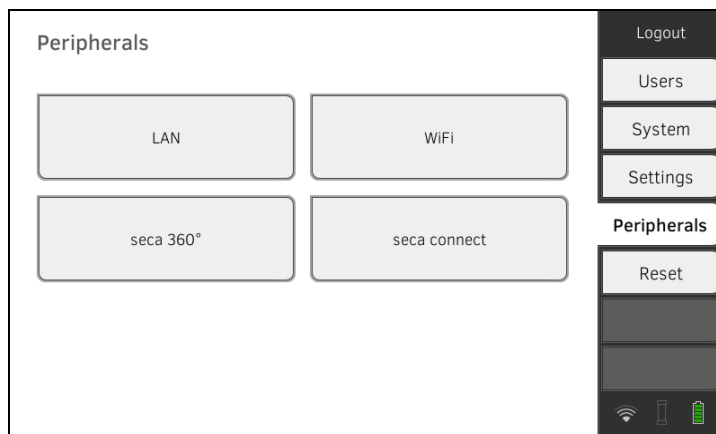 Peripherals
LAN
WiFi
seca 360°
seca connect
Logout
Users
System
Settings
Peripherals
Reset